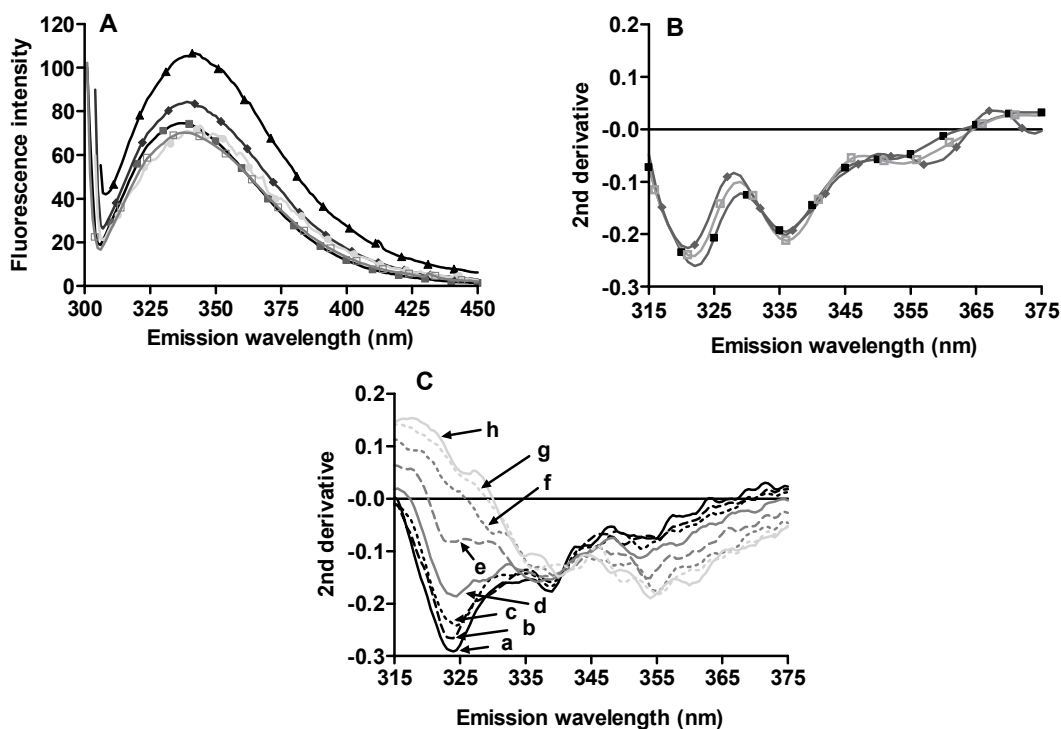 A
Fluorescence intensity
120
100
80
60
40
20
0
300 325 350 375 400 425 450
Emission wavelength (nm)
B
2nd derivative
0.2
0.1
-0.0
-0.1
-0.2
-0.3
315 325 335 345 355 365 375
Emission wavelength (nm)
C
2nd derivative
0.2
0.1
-0.0
-0.1
-0.2
-0.3
h
g
f
e
d
c
b
a
315 325 335 345 355 365 375
Emission wavelength (nm)